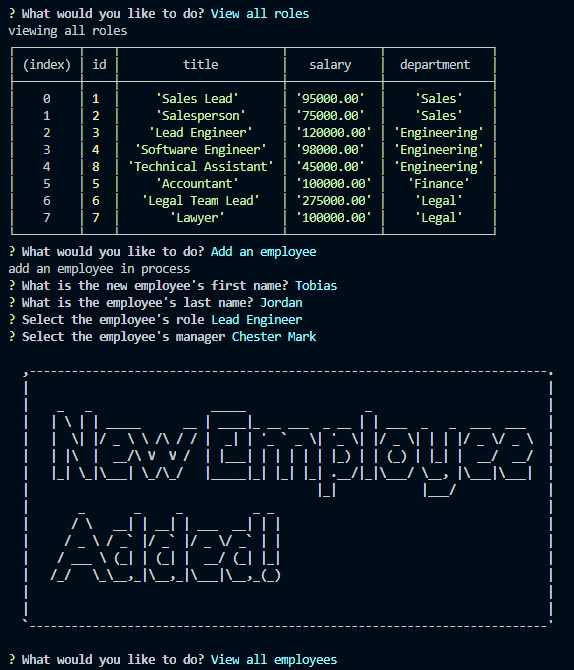 ? What would you like to do? View all roles
viewing all roles
(index) id title salary department
0 1 'Sales Lead' '95000.00' 'Sales'
1 2 'Salesperson' '75000.00' 'Sales'
2 3 'Lead Engineer' '120000.00' 'Engineering'
3 4 'Software Engineer' '98000.00' 'Engineering'
4 8 'Technical Assistant' '45000.00' 'Engineering'
5 5 'Accountant' '100000.00' 'Finance'
6 6 'Legal Team Lead' '275000.00' 'Legal'
7 7 'Lawyer' '100000.00' 'Legal'
? What would you like to do? Add an employee
add an employee in process
? What is the new employee's first name? Tobias
? What is the employee's last name? Jordan
? Select the employee's role Lead Engineer
? Select the employee's manager Chester Mark
New Employee
Added!
? What would you like to do? View all employees